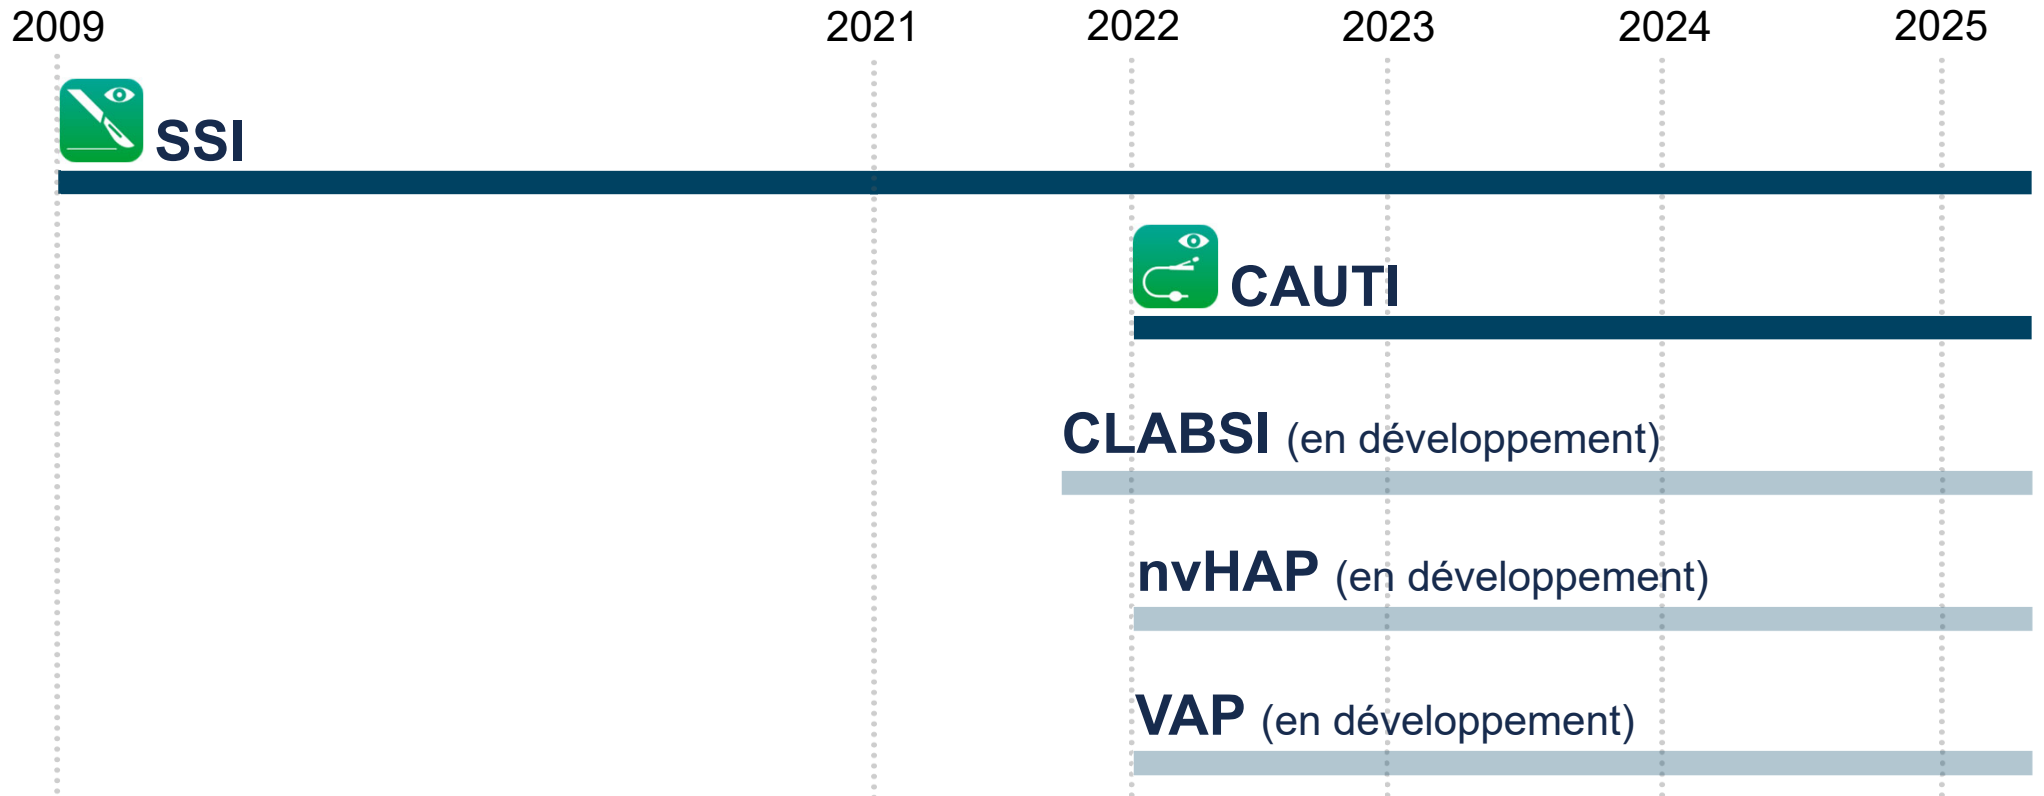 2009 2021 2022 2023 2024 2025
SSI
CAUTI
CLABSI (en développement)
nvHAP (en développement)
VAP (en développement)